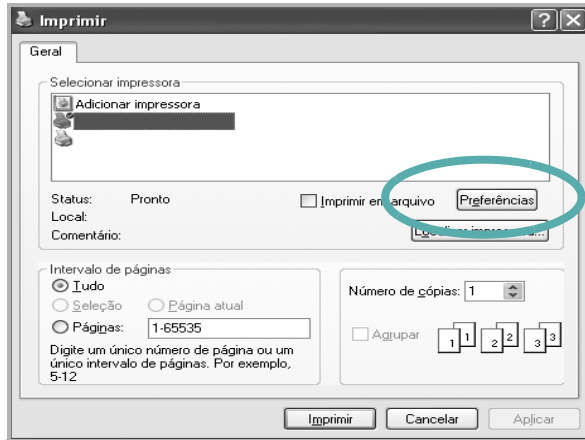 Imprimir
Geral
Selecionar impressora
Adicionar impressora
Status: Pronto
Imprimir em arquivo
Preferências
Local:
Comentário:
Localizar impressora...
Intervalo de páginas
Tudo
Seleção Página atual
Páginas: 1-65535
Digite um único número de página ou um
único intervalo de páginas. Por exemplo,
5-12
Número de cópias: 1
Agrupar
1 1 2 2 3 3
Imprimir Cancelar Aplicar